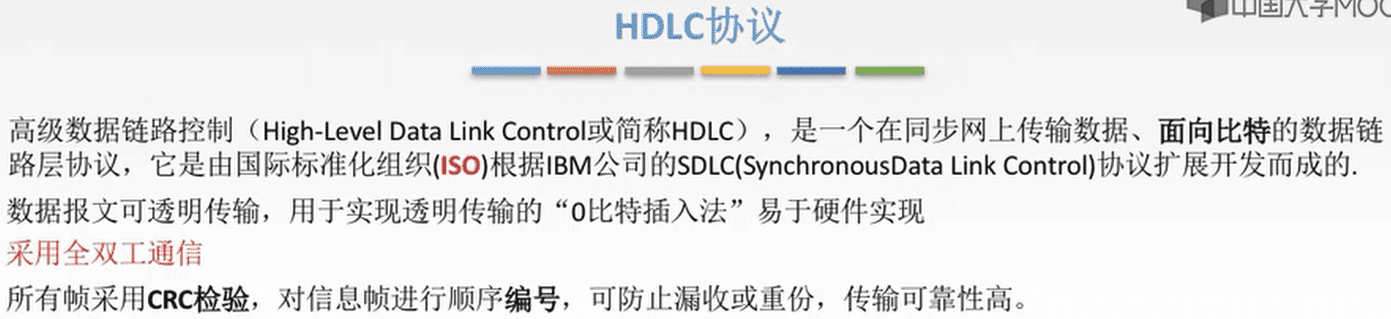 中国大学MOO
HDLC协议
高级数据链路控制（High-Level Data Link Control或简称HDLC），是一个在同步网上传输数据、面向比特的数据链
路层协议，它是由国际标准化组织(ISO)根据IBM公司的SDLC(SynchronousData Link Control)协议扩展开发而成的.
数据报文可透明传输，用于实现透明传输的“0比特插入法”易于硬件实现
采用全双工通信
所有帧采用CRC检验，对信息帧进行顺序编号，可防止漏收或重份，传输可靠性高。